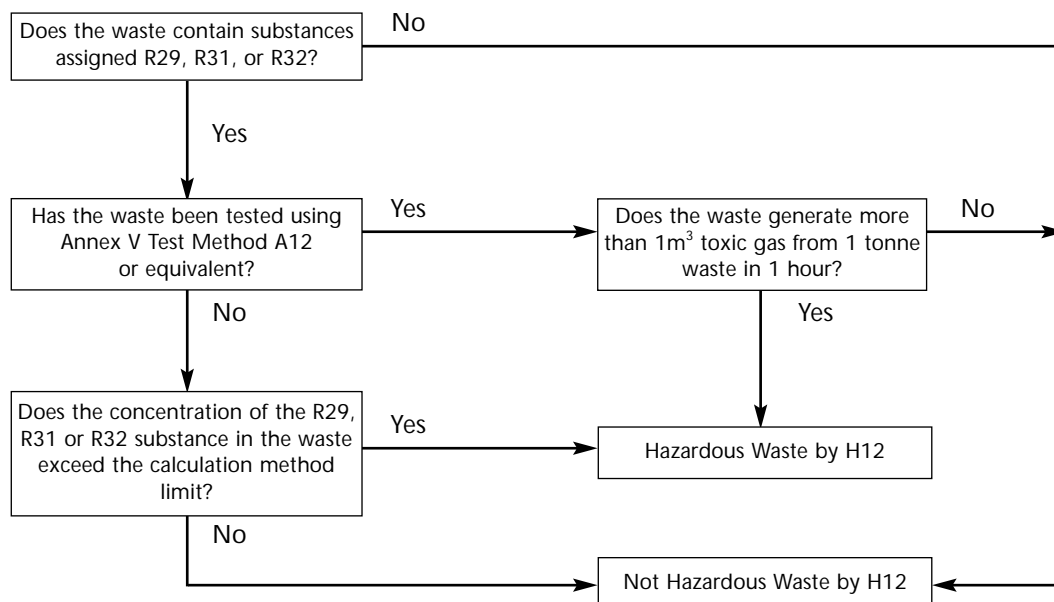 Does the waste contain substances
assigned R29, R31, or R32?
No
Yes
Has the waste been tested using
Annex V Test Method A12
or equivalent?
Yes
Does the waste generate more
than 1m³ toxic gas from 1 tonne
waste in 1 hour?
No
No
Yes
Does the concentration of the R29,
R31 or R32 substance in the waste
exceed the calculation method
limit?
Yes
Hazardous Waste by H12
No
Not Hazardous Waste by H12